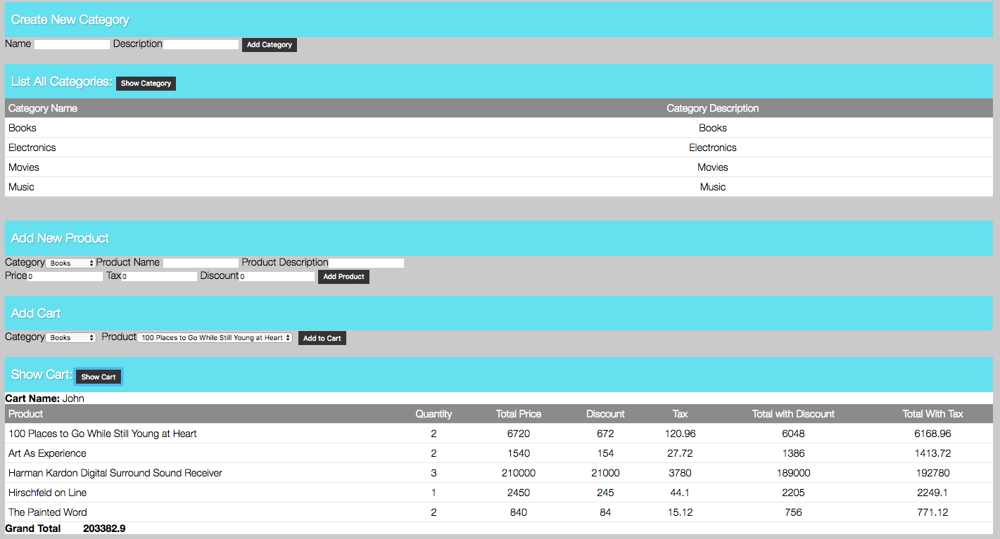 Create New Category
Name Description Add Category
List All Categories: Show Category
Category Name Category Description
Books Books
Electronics Electronics
Movies Movies
Music Music
Add New Product
Category Books Product Name Product Description
Price 0 Tax 0 Discount 0 Add Product
Add Cart
Category Books Product 100 Places to Go While Still Young at Heart Add to Cart
Show Cart: Show Cart
Cart Name: John
Product Quantity Total Price Discount Tax Total with Discount Total With Tax
100 Places to Go While Still Young at Heart 2 6720 672 120.96 6048 6168.96
Art As Experience 2 1540 154 27.72 1386 1413.72
Harman Kardon Digital Surround Sound Receiver 3 210000 21000 3780 189000 192780
Hirschfeld on Line 1 2450 245 44.1 2205 2249.1
The Painted Word 2 840 84 15.12 756 771.12
Grand Total 203382.9